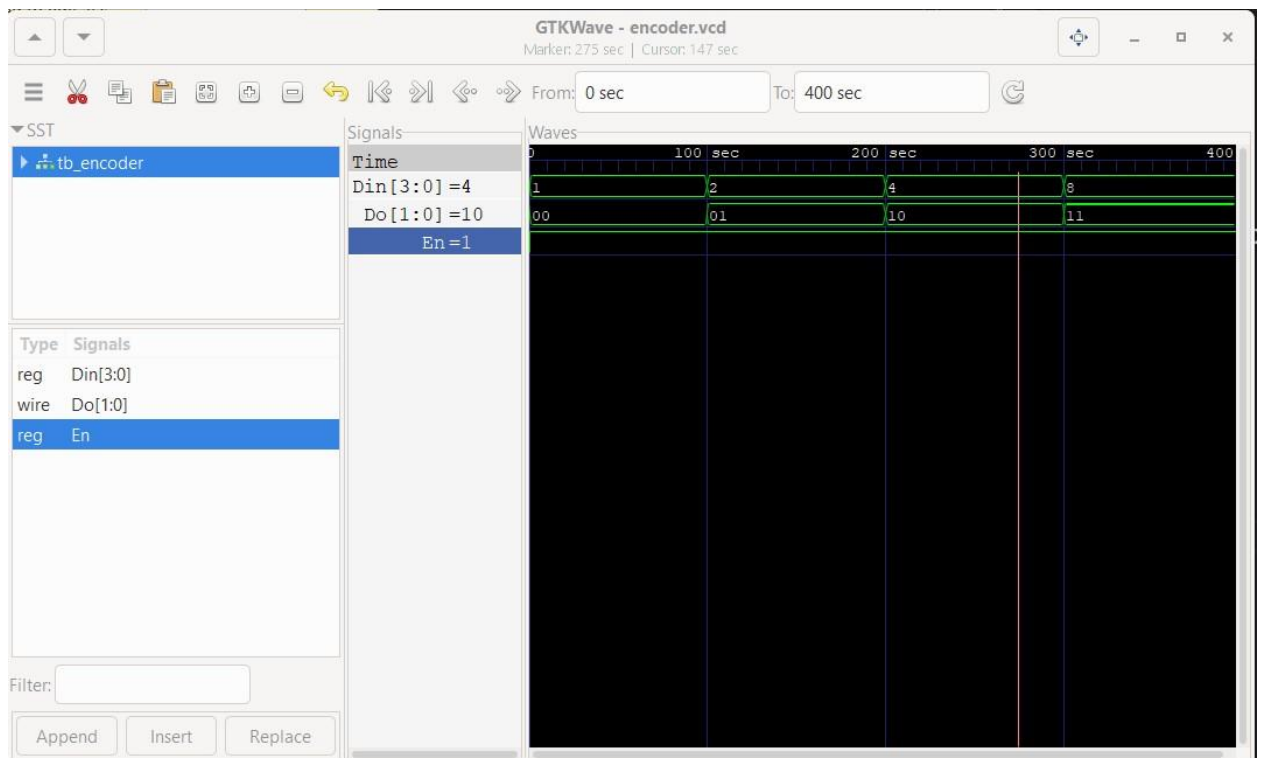 GTKWave - encoder.vcd
Marker: 275 sec | Cursor: 147 sec
From: 0 sec To: 400 sec
SST
tb_encoder
Signals
Time
Din[3:0] =4
Do[1:0] =10
En =1
Waves
0 100 sec 200 sec 300 sec 400
1 2 4 8
00 01 10 11
Type Signals
reg Din[3:0]
wire Do[1:0]
reg En
Filter:
Append Insert Replace